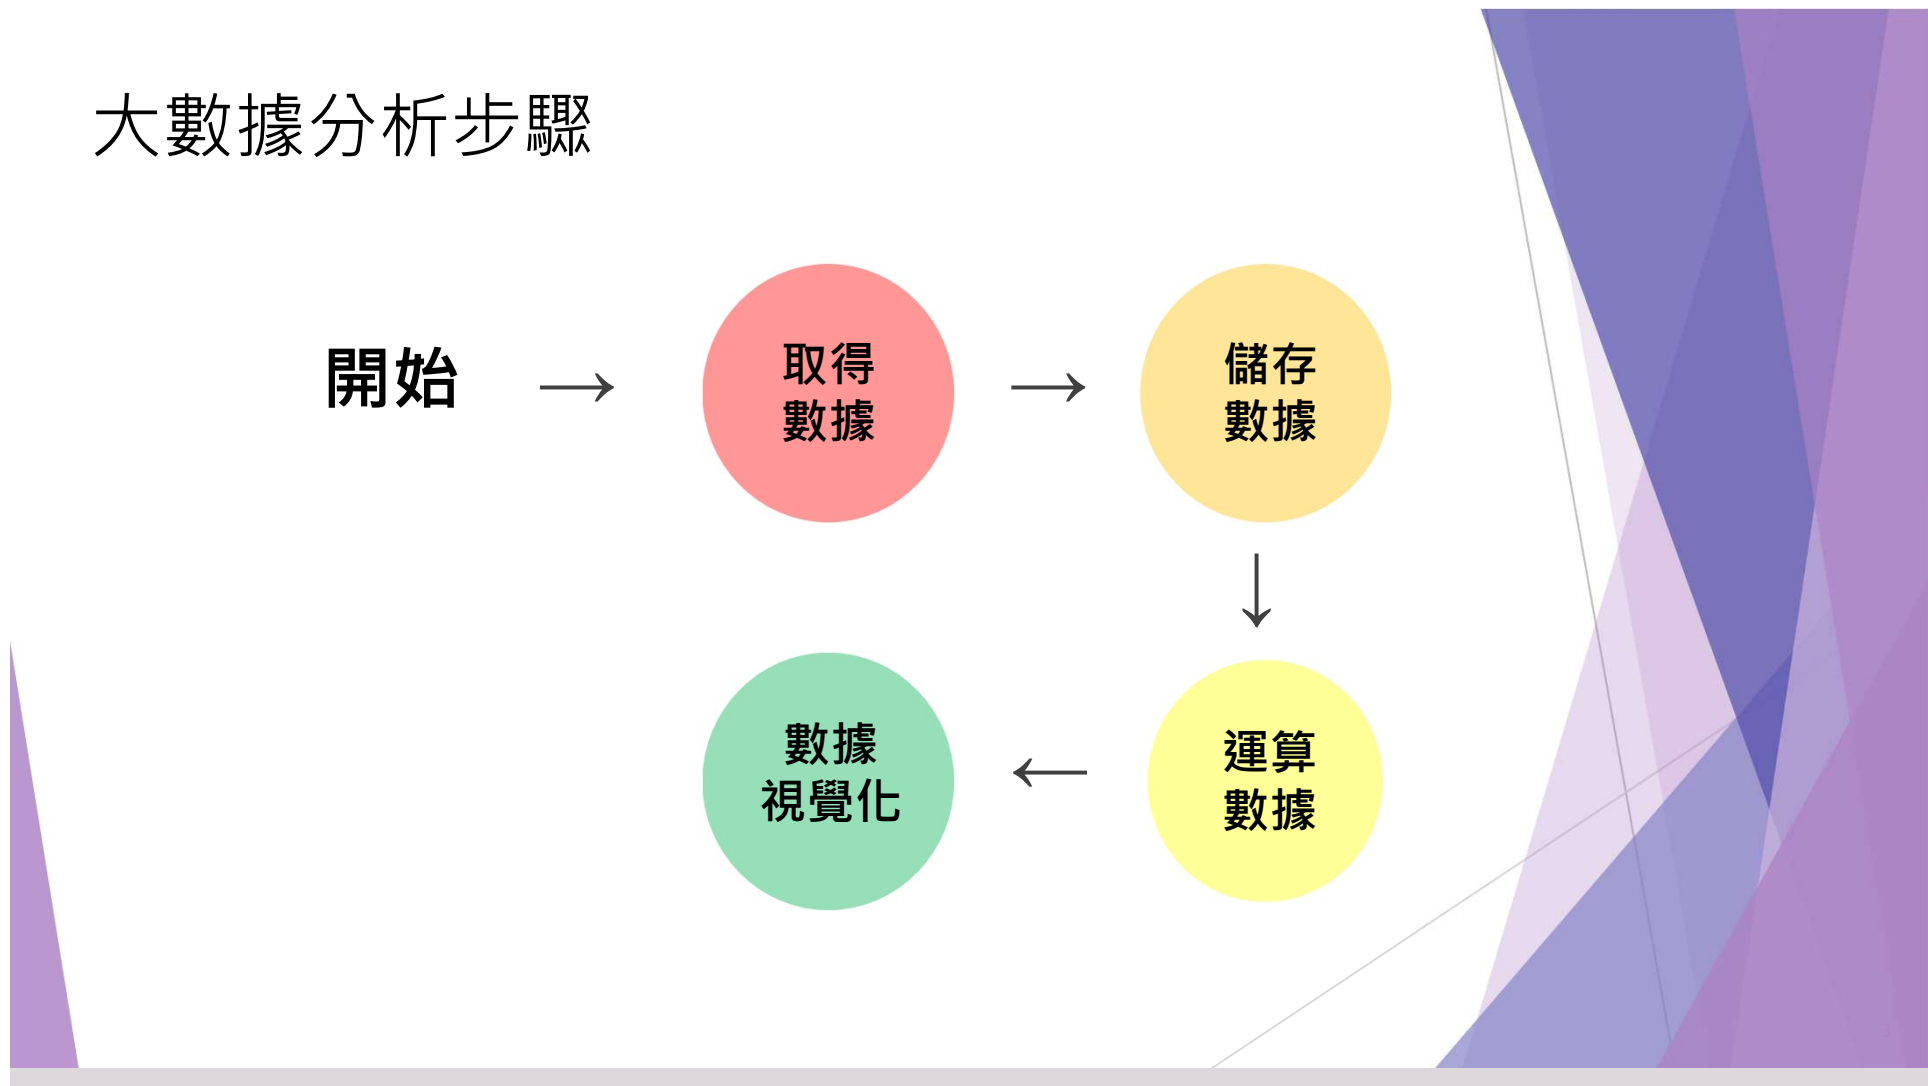 大數據分析步驟
開始
→
取得
數據
→
儲存
數據
↓
運算
數據
←
數據
視覺化